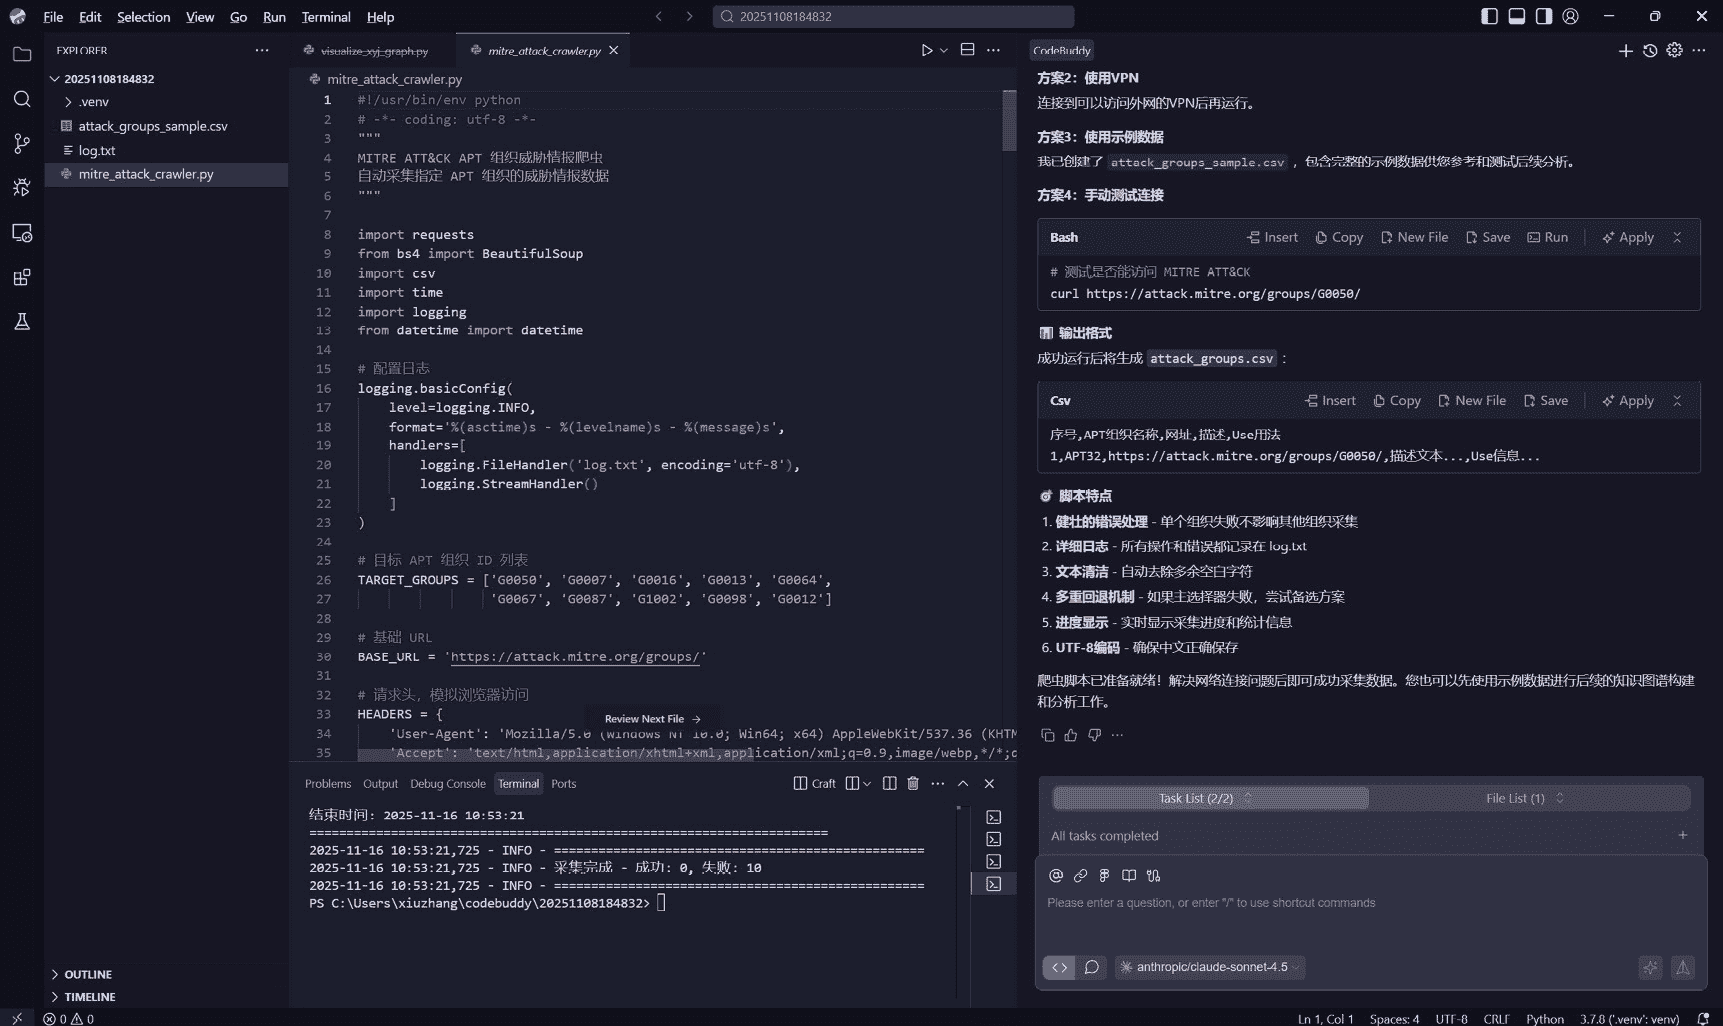 File Edit Selection View Go Run Terminal Help
20251108184832
EXPLORER
20251108184832
.venv
attack_groups_sample.csv
log.txt
mitre_attack_crawler.py
OUTLINE
TIMELINE
visualize_xyj_graph.py
mitre_attack_crawler.py
mitre_attack_crawler.py
1 #!/usr/bin/env python
2 # -*- coding: utf-8 -*-
3 """
4 MITRE ATT&CK APT 组织威胁情报爬虫
5 自动采集指定 APT 组织的威胁情报数据
6 """
7
8 import requests
9 from bs4 import BeautifulSoup
10 import csv
11 import time
12 import logging
13 from datetime import datetime
14
15 # 配置日志
16 logging.basicConfig(
17 level=logging.INFO,
18 format='%(asctime)s - %(levelname)s - %(message)s',
19 handlers=[
20 logging.FileHandler('log.txt', encoding='utf-8'),
21 logging.StreamHandler()
22 ]
23 )
24
25 # 目标 APT 组织 ID 列表
26 TARGET_GROUPS = ['G0050', 'G0007', 'G0016', 'G0013', 'G0064',
27 'G0067', 'G0087', 'G1002', 'G0098', 'G0012']
28
29 # 基础 URL
30 BASE_URL = 'https://attack.mitre.org/groups/'
31
32 # 请求头，模拟浏览器访问
33 HEADERS = {
Review Next File →
34 'User-Agent': 'Mozilla/5.0 (Windows NT 10.0; Win64; x64) AppleWebKit/537.36 (KHTM
35 'Accept': 'text/html,application/xhtml+xml,application/xml;q=0.9,image/webp,*/*;q
Problems Output Debug Console Terminal Ports
Craft
结束时间: 2025-11-16 10:53:21
======================================================================
2025-11-16 10:53:21,725 - INFO - ==================================================
2025-11-16 10:53:21,725 - INFO - 采集完成 - 成功: 0, 失败: 10
2025-11-16 10:53:21,725 - INFO - ==================================================
PS C:\Users\xiuzhang\codebuddy\20251108184832>
CodeBuddy
方案2：使用VPN
连接到可以访问外网的VPN后再运行。
方案3：使用示例数据
我已创建了 attack_groups_sample.csv ，包含完整的示例数据供您参考和测试后续分析。
方案4：手动测试连接
Bash Insert Copy New File Save Run Apply
# 测试是否能访问 MITRE ATT&CK
curl https://attack.mitre.org/groups/G0050/
输出格式
成功运行后将生成 attack_groups.csv ：
Csv Insert Copy New File Save Apply
序号,APT组织名称,网址,描述,Use用法
1,APT32,https://attack.mitre.org/groups/G0050/,描述文本...,Use信息...
脚本特点
1. 健壮的错误处理 - 单个组织失败不影响其他组织采集
2. 详细日志 - 所有操作和错误都记录在 log.txt
3. 文本清洁 - 自动去除多余空白字符
4. 多重回退机制 - 如果主选择器失败，尝试备选方案
5. 进度显示 - 实时显示采集进度和统计信息
6. UTF-8编码 - 确保中文正确保存
爬虫脚本已准备就绪！解决网络连接问题后即可成功采集数据。您也可以先使用示例数据进行后续的知识图谱构建
和分析工作。
Task List (2/2) File List (1)
All tasks completed
Please enter a question, or enter "/" to use shortcut commands
anthropic/claude-sonnet-4.5
0 0
Ln 1, Col 1 Spaces: 4 UTF-8 CRLF Python 3.7.8 ('.venv': venv)